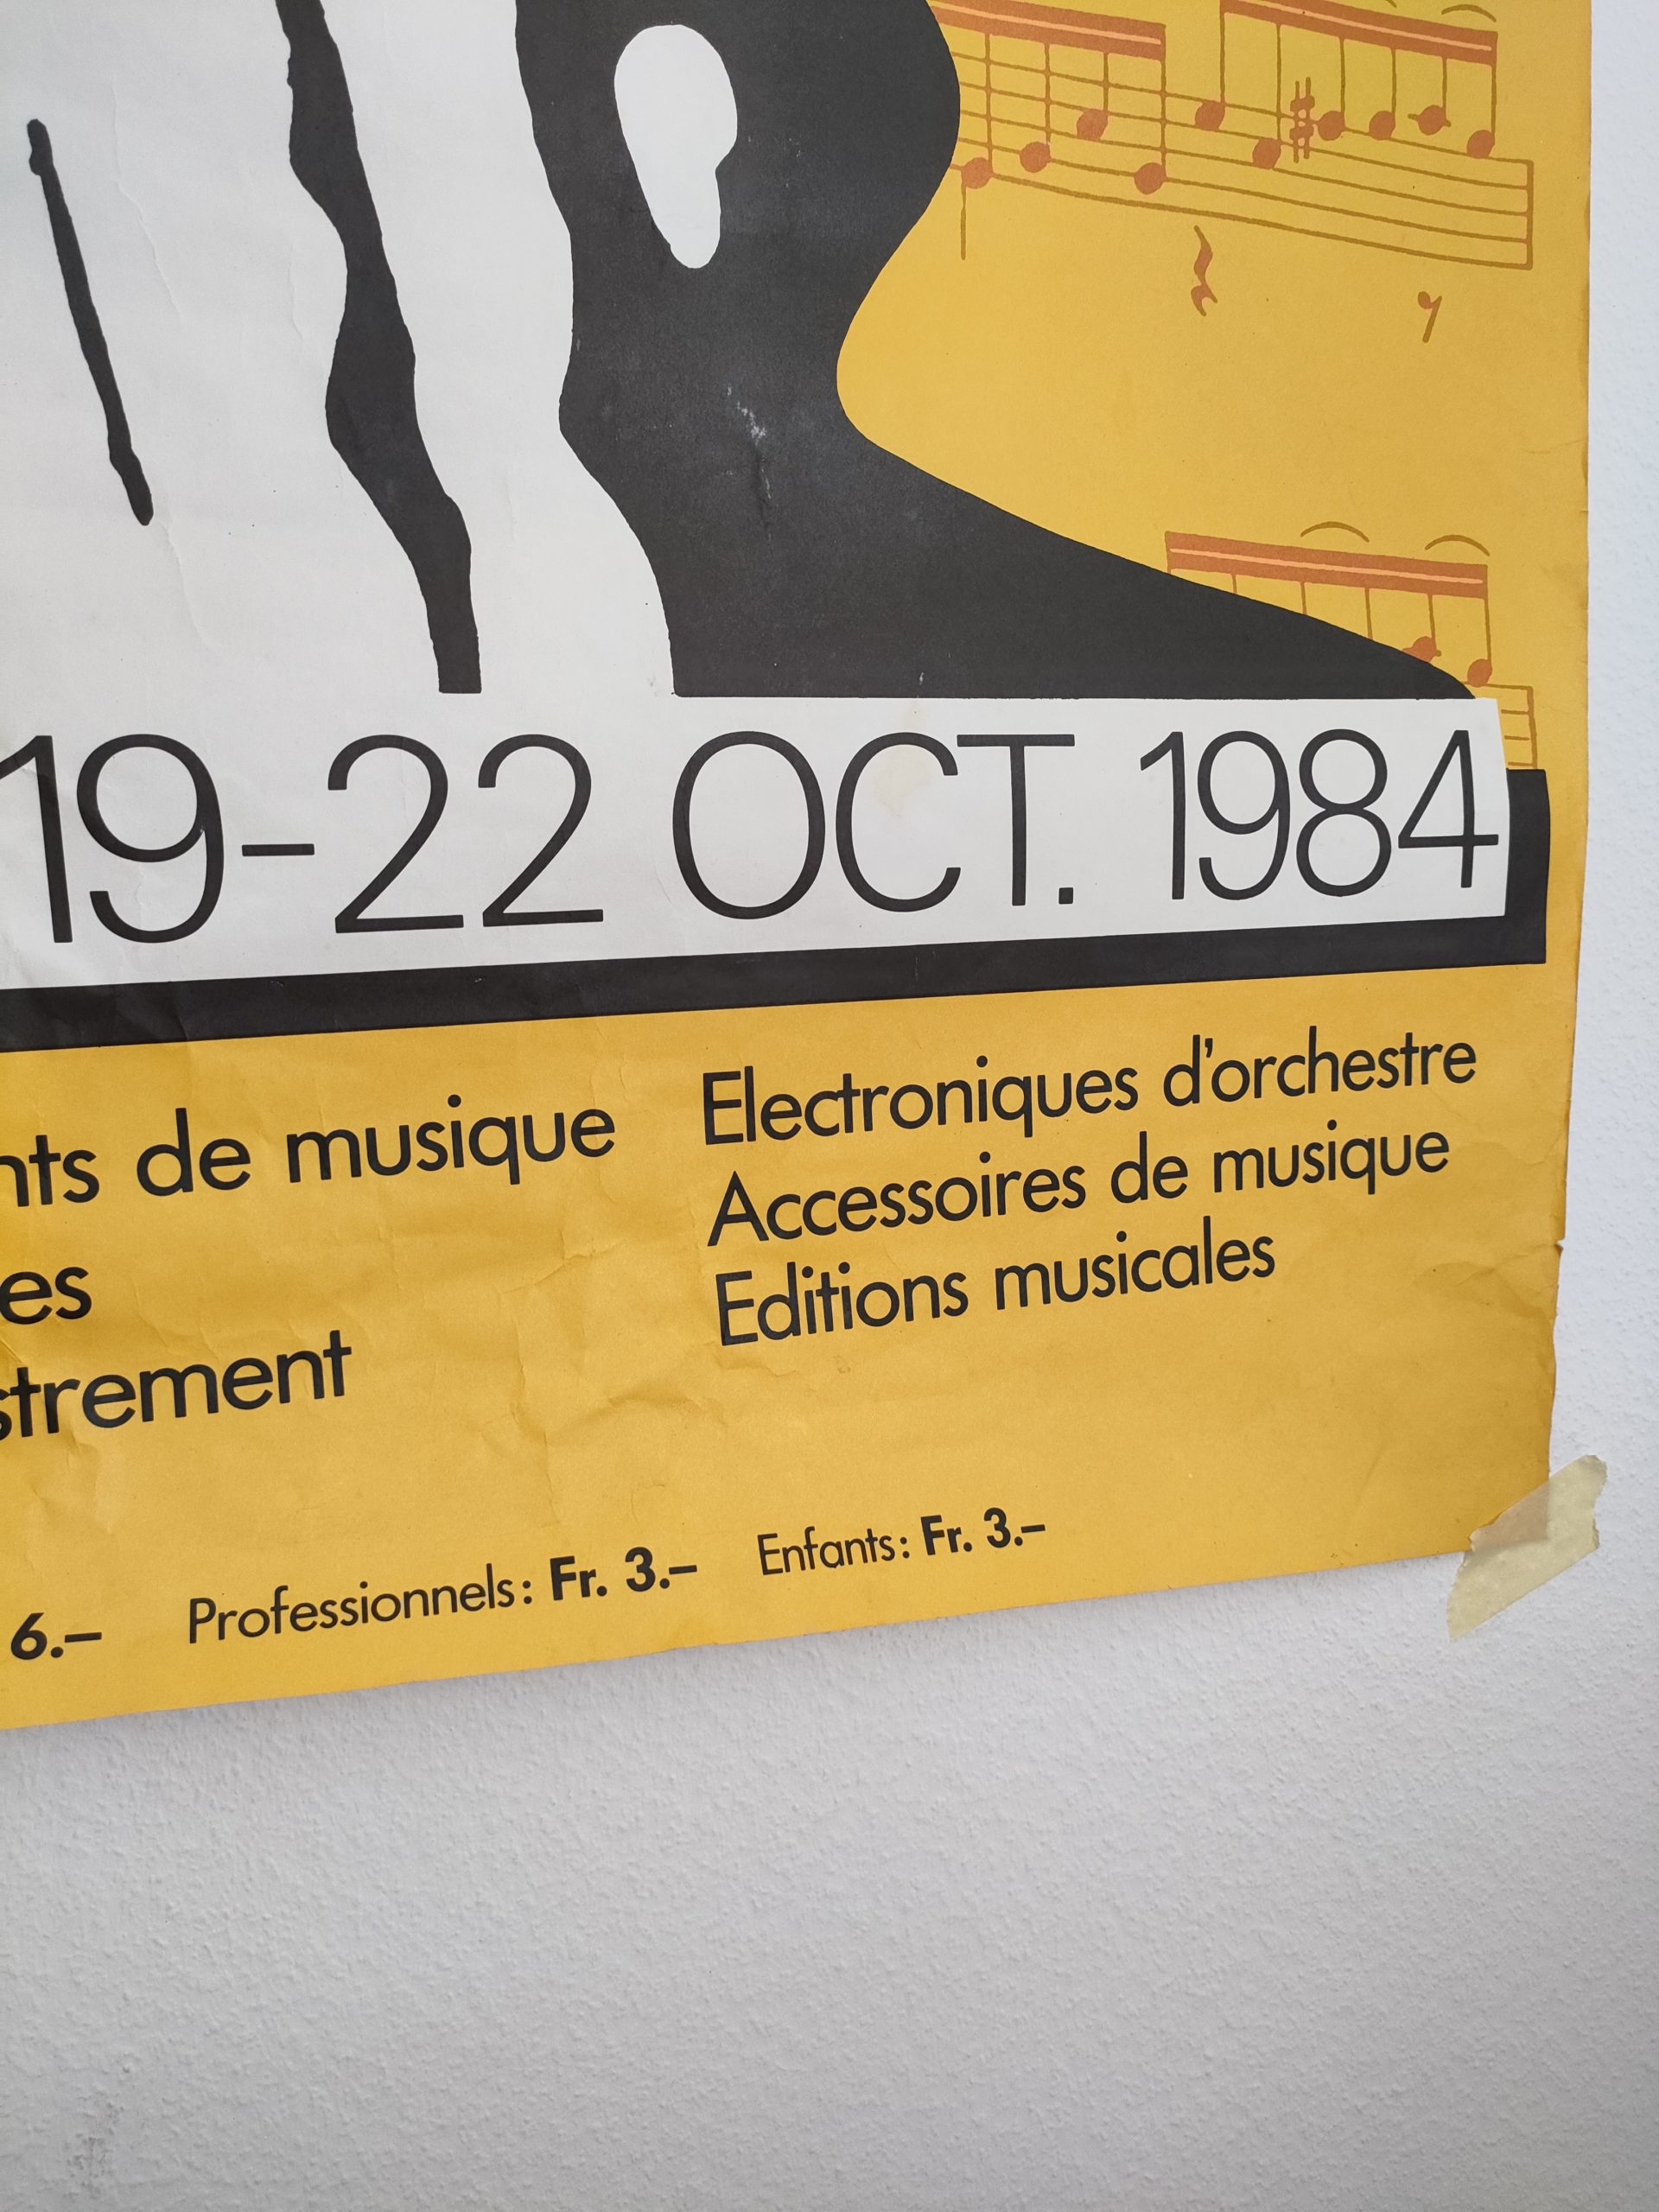 19-22 OCT. 1984
nts de musique
es
strement
Electroniques d'orchestre
Accessoires de musique
Editions musicales
6.– Professionnels: Fr. 3.– Enfants: Fr. 3.–